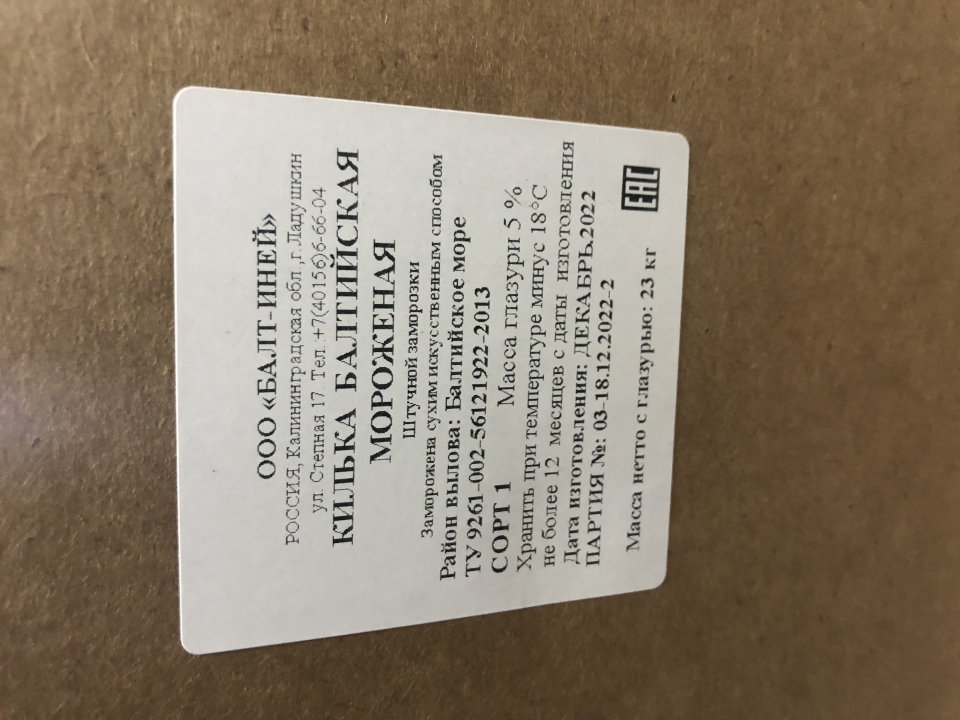 ООО «БАЛТ-ИНЕЙ»
РОССИЯ, Калининградская обл., г. Ладушкин
ул. Степная 17. Тел.:+7(40156)6-66-04
КИЛЬКА БАЛТИЙСКАЯ
МОРОЖЕНАЯ
Штучной заморозки
Заморожена сухим искусственным способом
Район вылова: Балтийское море
ТУ 9261-002-56121922-2013
СОРТ 1 Масса глазури 5 %
Хранить при температуре минус 18°С
не более 12 месяцев с даты изготовления
Дата изготовления: ДЕКАБРЬ.2022
ПАРТИЯ №: 03-18.12.2022-2
Масса нетто с глазурью: 23 кг EAC